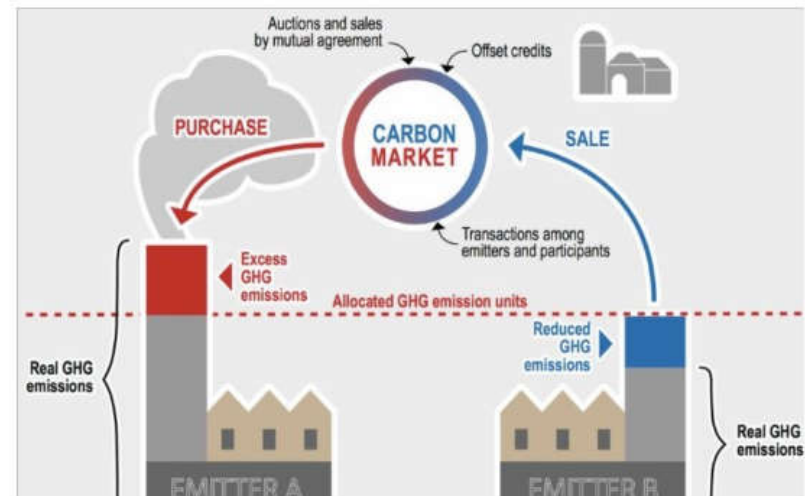 Auctions and sales
by mutual agreement
Offset credits
PURCHASE
CARBON
MARKET
SALE
Transactions among
emitters and participants
Excess
GHG
emissions
Allocated GHG emission units
Reduced
GHG
emissions
Real GHG
emissions
Real GHG
emissions
EMITTER A
EMITTER B